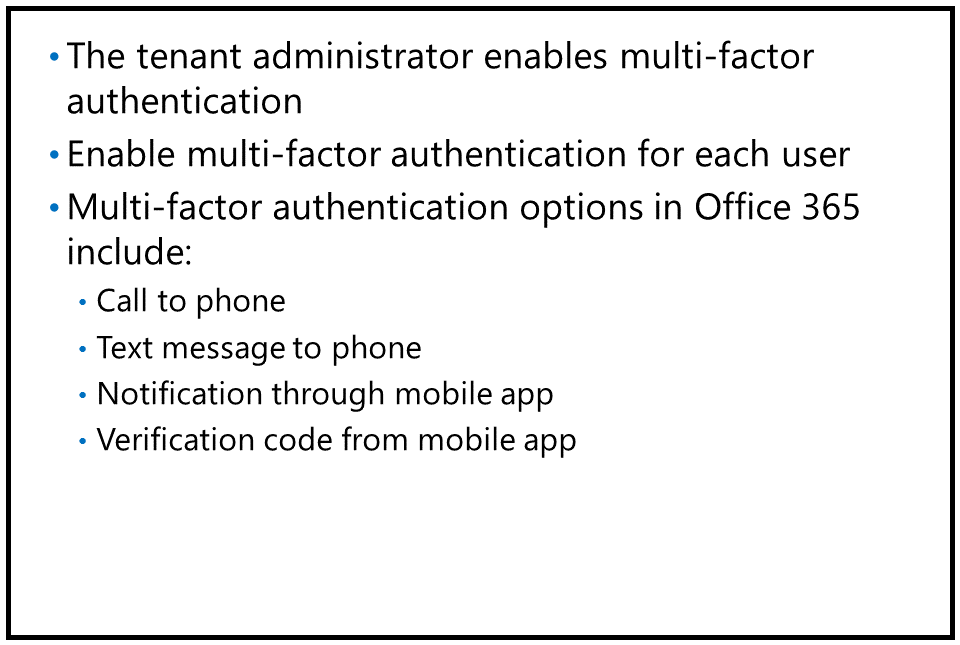 • The tenant administrator enables multi-factor
authentication
• Enable multi-factor authentication for each user
• Multi-factor authentication options in Office 365
include:
• Call to phone
• Text message to phone
• Notification through mobile app
• Verification code from mobile app